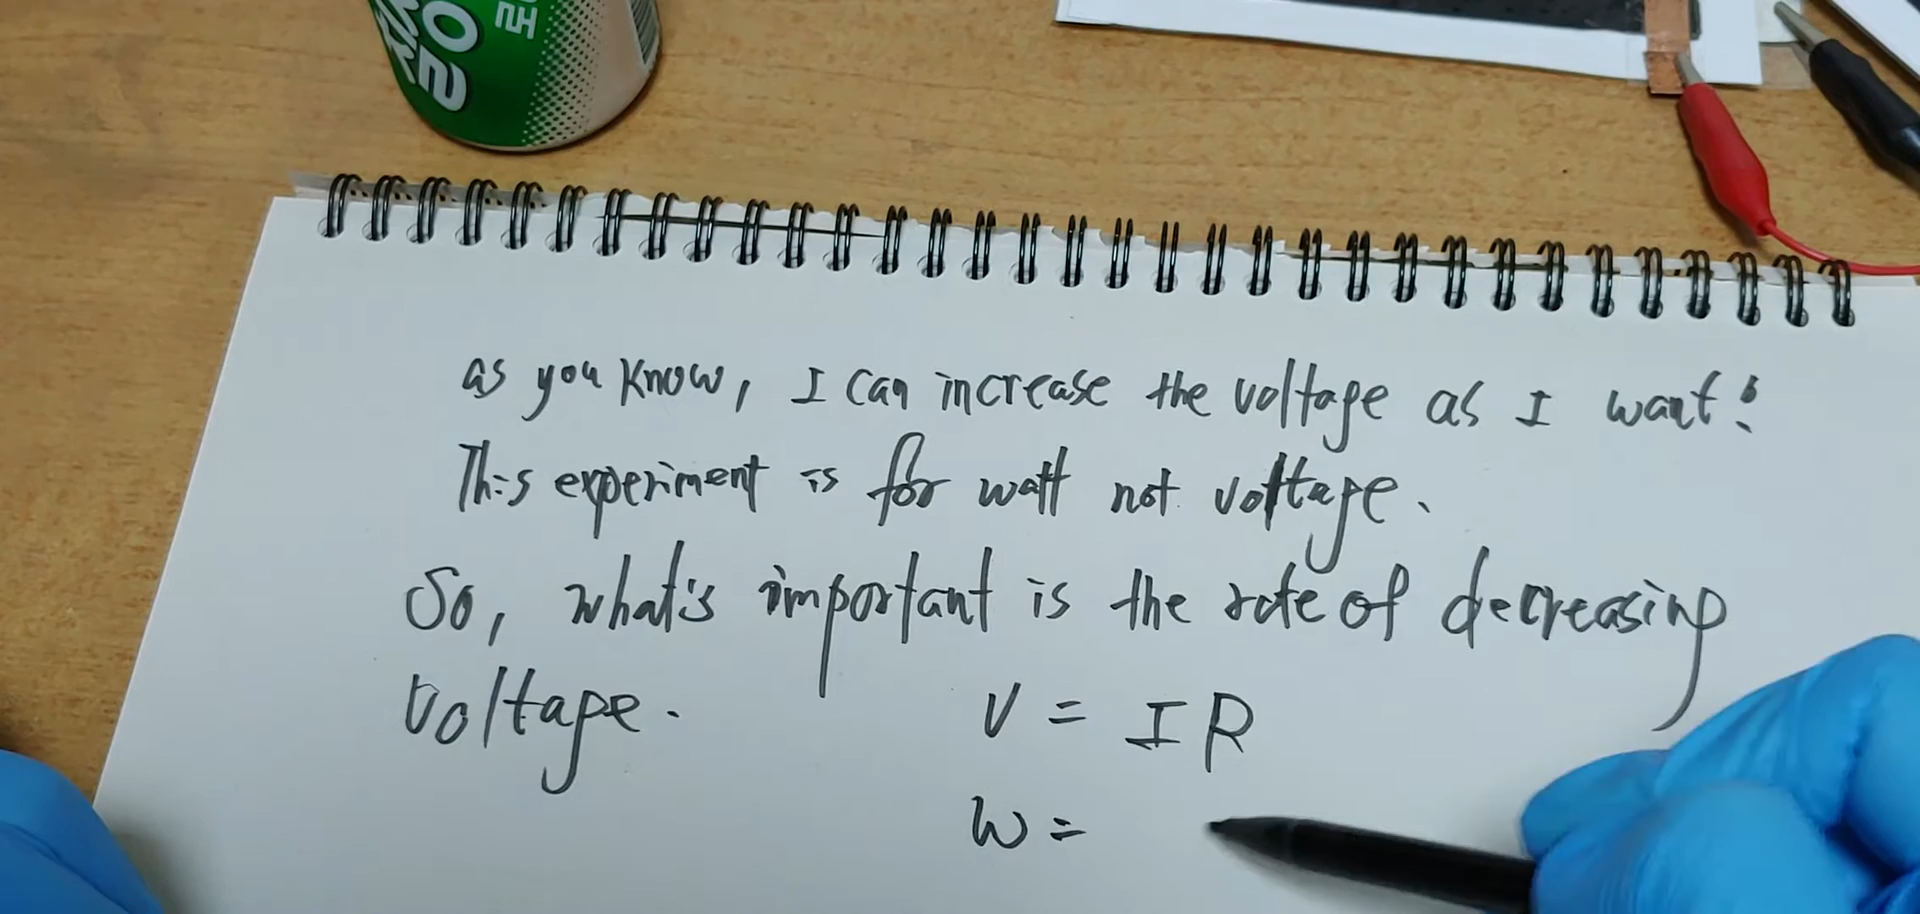 as you know, I can increase the voltage as I want!
This experiment is for watt not voltage.
So, what's important is the rate of decreasing
voltage.
V = IR
W =